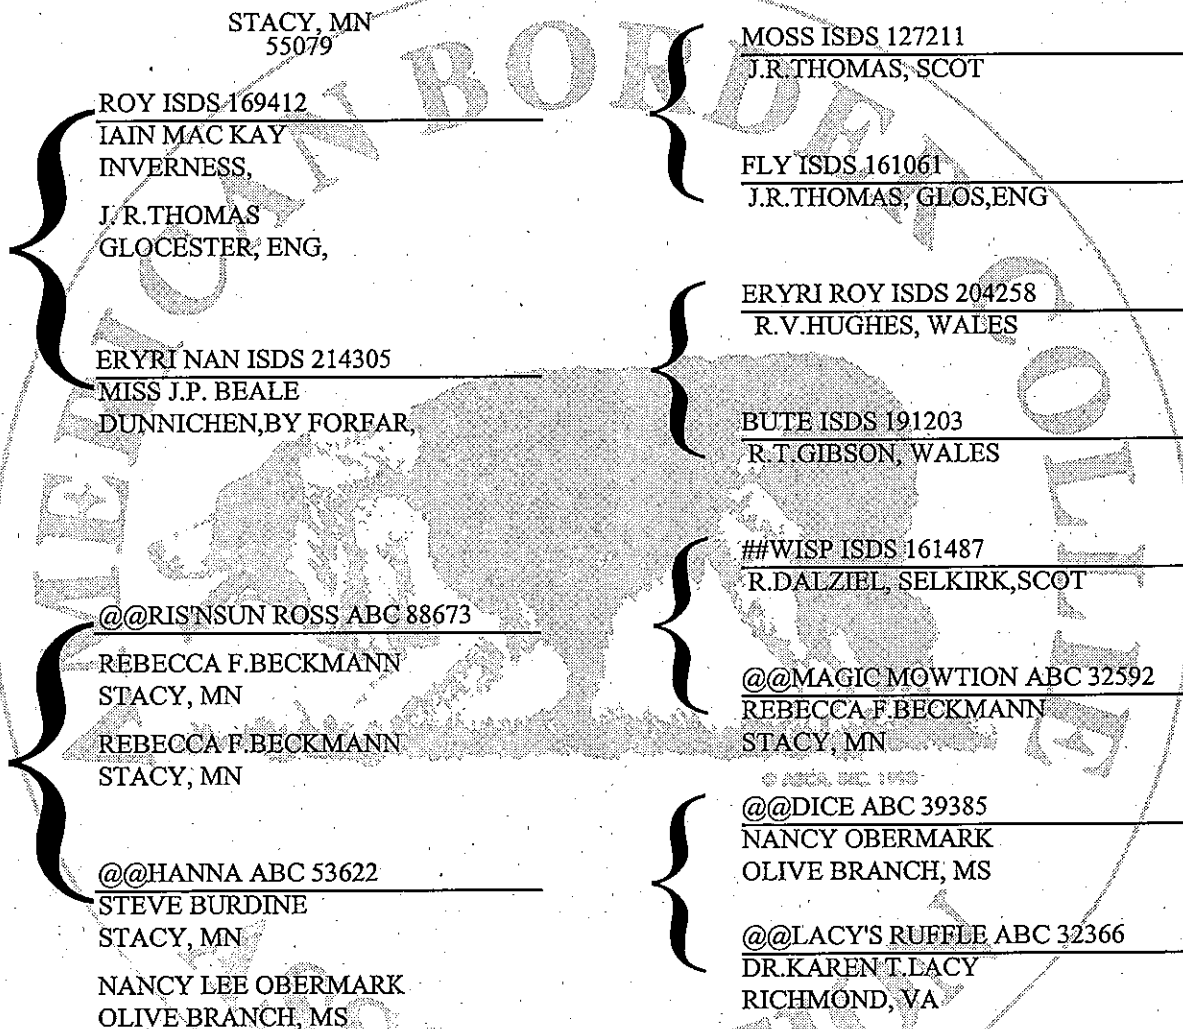 STACY, MN
55079
ROY ISDS 169412
IAIN MAC KAY
INVERNESS,
J. R.THOMAS
GLOCESTER, ENG,
ERYRI NAN ISDS 214305
MISS J.P. BEALE
DUNNICHEN,BY FORFAR,
@@RIS'NSUN ROSS ABC 88673
REBECCA F.BECKMANN
STACY, MN
REBECCA F.BECKMANN
STACY, MN
@@HANNA ABC 53622
STEVE BURDINE
STACY, MN
NANCY LEE OBERMARK
OLIVE BRANCH, MS
MOSS ISDS 127211
J.R.THOMAS, SCOT
FLY ISDS 161061
J.R.THOMAS, GLOS,ENG
ERYRI ROY ISDS 204258
R.V.HUGHES, WALES
BUTE ISDS 191203
R.T.GIBSON, WALES
##WISP ISDS 161487
R.DALZIEL, SELKIRK,SCOT
@@MAGIC MOWTION ABC 32592
REBECCA F.BECKMANN
STACY, MN
@@DICE ABC 39385
NANCY OBERMARK
OLIVE BRANCH, MS
@@LACY'S RUFFLE ABC 32366
DR.KAREN T.LACY
RICHMOND, VA
MERICAN BORDER COLLIE